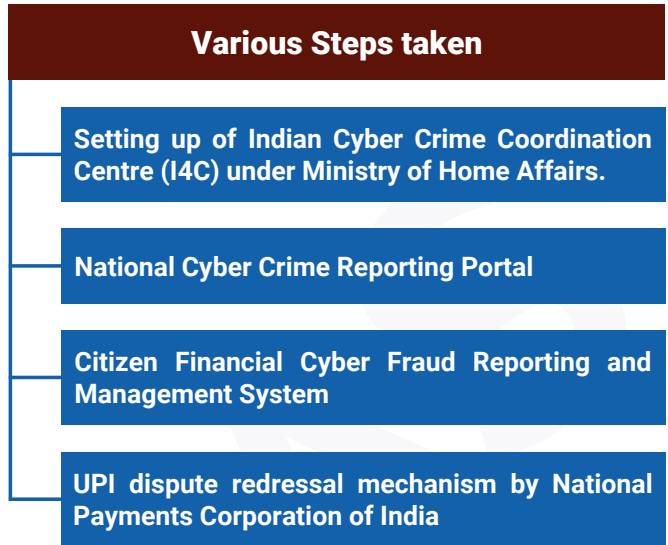 Various Steps taken
Setting up of Indian Cyber Crime Coordination
Centre (I4C) under Ministry of Home Affairs.
National Cyber Crime Reporting Portal
Citizen Financial Cyber Fraud Reporting and
Management System
UPI dispute redressal mechanism by National
Payments Corporation of India